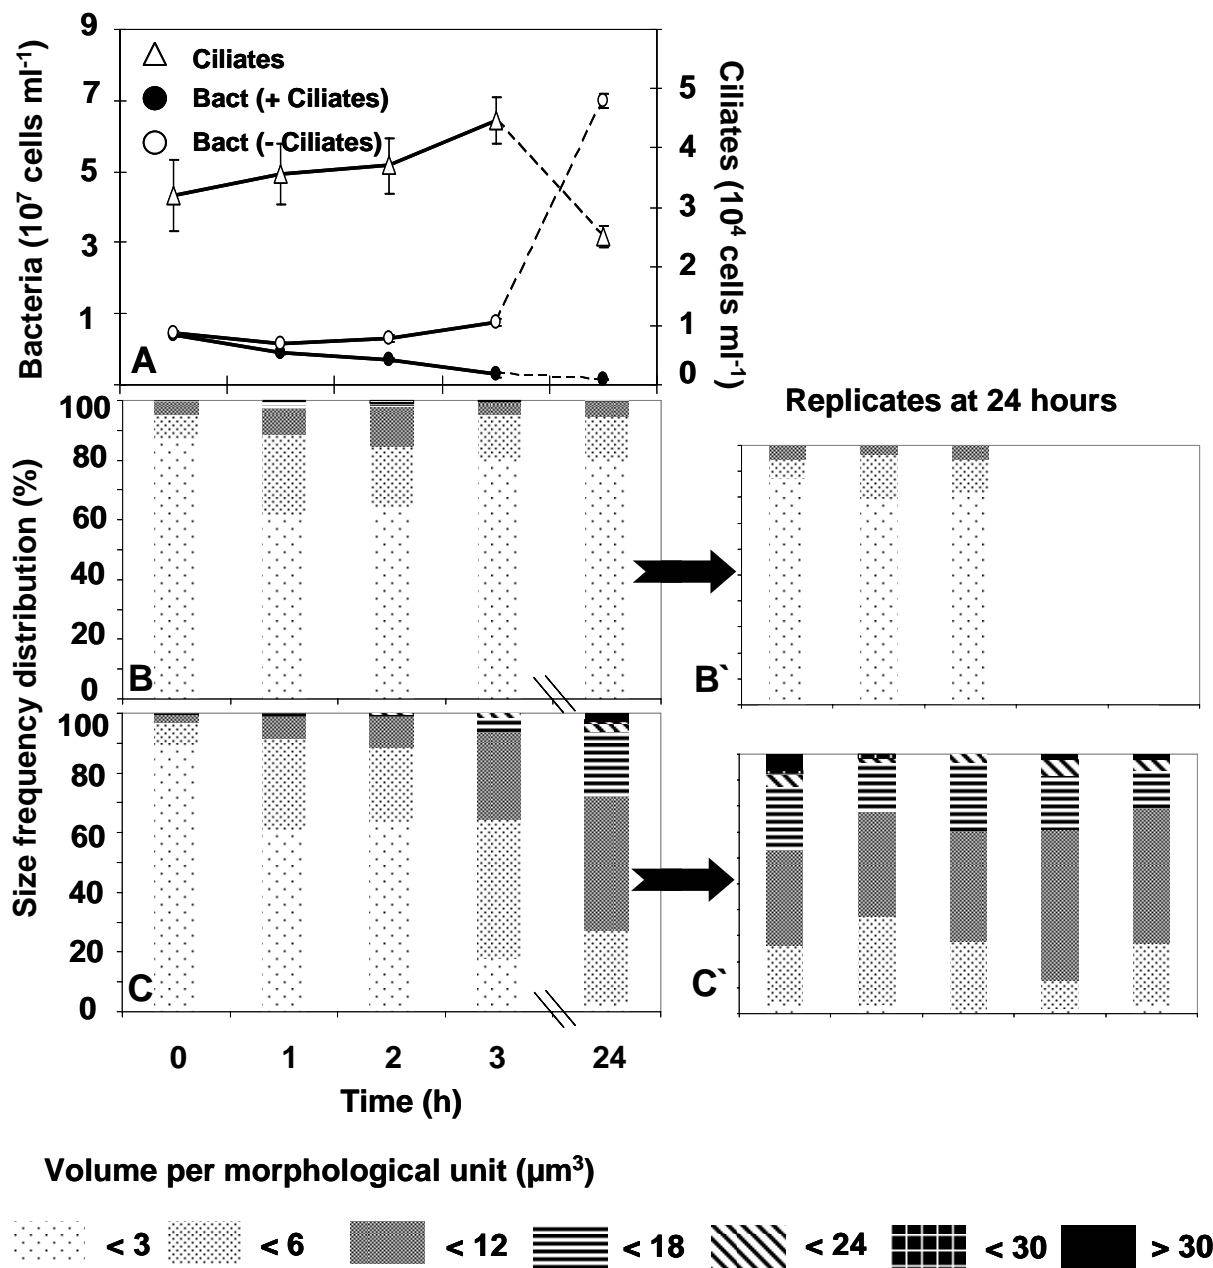 9
7
5
3
1
Bacteria (10⁷ cells ml⁻¹)
Ciliates
Bact (+ Ciliates)
Bact (- Ciliates)
A
5
4
3
2
1
0
Ciliates (10⁴ cells ml⁻¹)
Replicates at 24 hours
100
80
60
40
20
0
B
B`
Size frequency distribution (%)
100
80
60
40
20
0
C
C`
0 1 2 3 24
Time (h)
Volume per morphological unit (µm³)
< 3 < 6 < 12 < 18 < 24 < 30 > 30